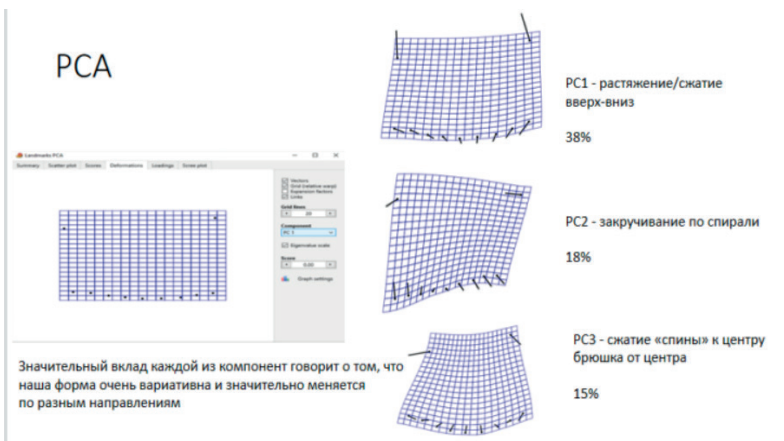 PCA
Landmarks PCA
Summary Scatter plot Scores Deformations Loadings Scree plot
Vectors
Grid (relative warp)
Expansion factors
Links
Grid lines
20
Component
PC 1
Eigenvalue scale
Score
0,00
Graph settings
Значительный вклад каждой из компонент говорит о том, что
наша форма очень вариативна и значительно меняется
по разным направлениям
PC1 - растяжение/сжатие
вверх-вниз
38%
PC2 - закручивание по спирали
18%
PC3 - сжатие «спины» к центру
брюшка от центра
15%